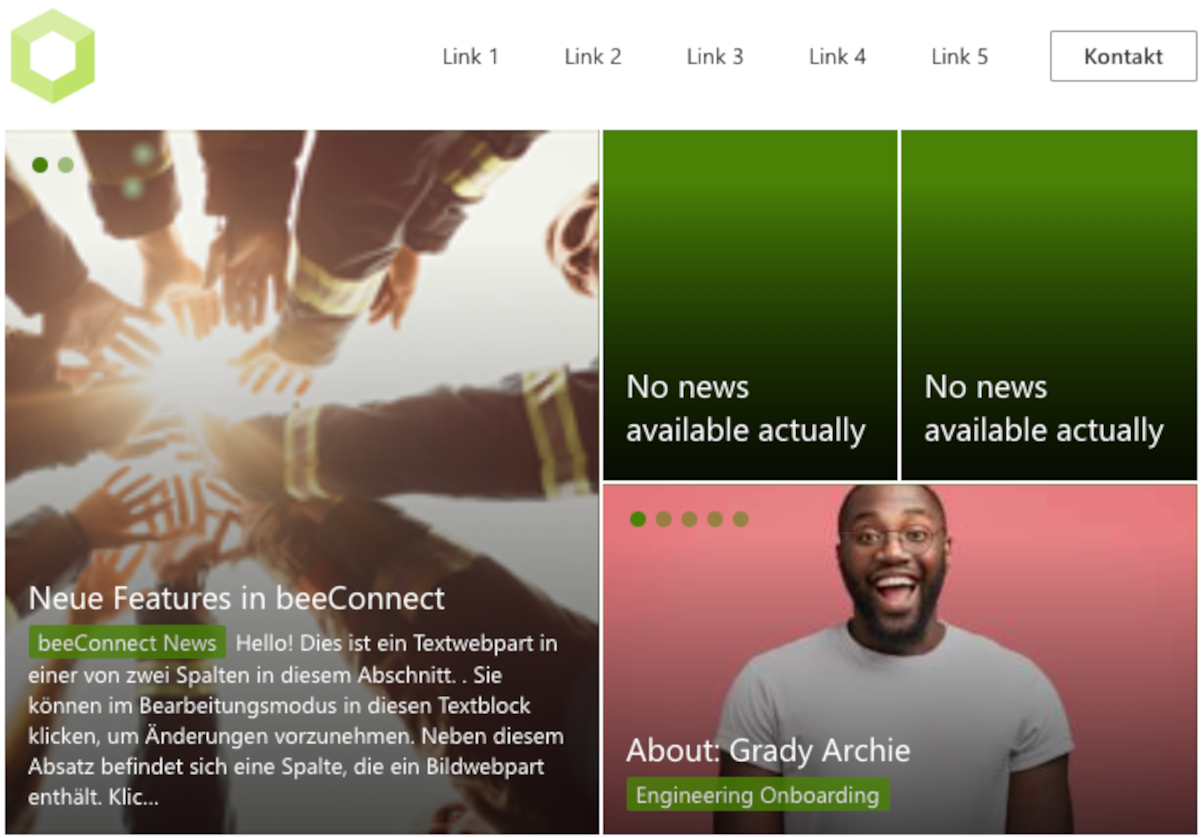 Link 1 Link 2 Link 3 Link 4 Link 5 Kontakt
Neue Features in beeConnect
beeConnect News Hello! Dies ist ein Textwebpart in
einer von zwei Spalten in diesem Abschnitt. . Sie
können im Bearbeitungsmodus in diesen Textblock
klicken, um Änderungen vorzunehmen. Neben diesem
Absatz befindet sich eine Spalte, die ein Bildwebpart
enthält. Klic...
No news
available actually
No news
available actually
About: Grady Archie
Engineering Onboarding